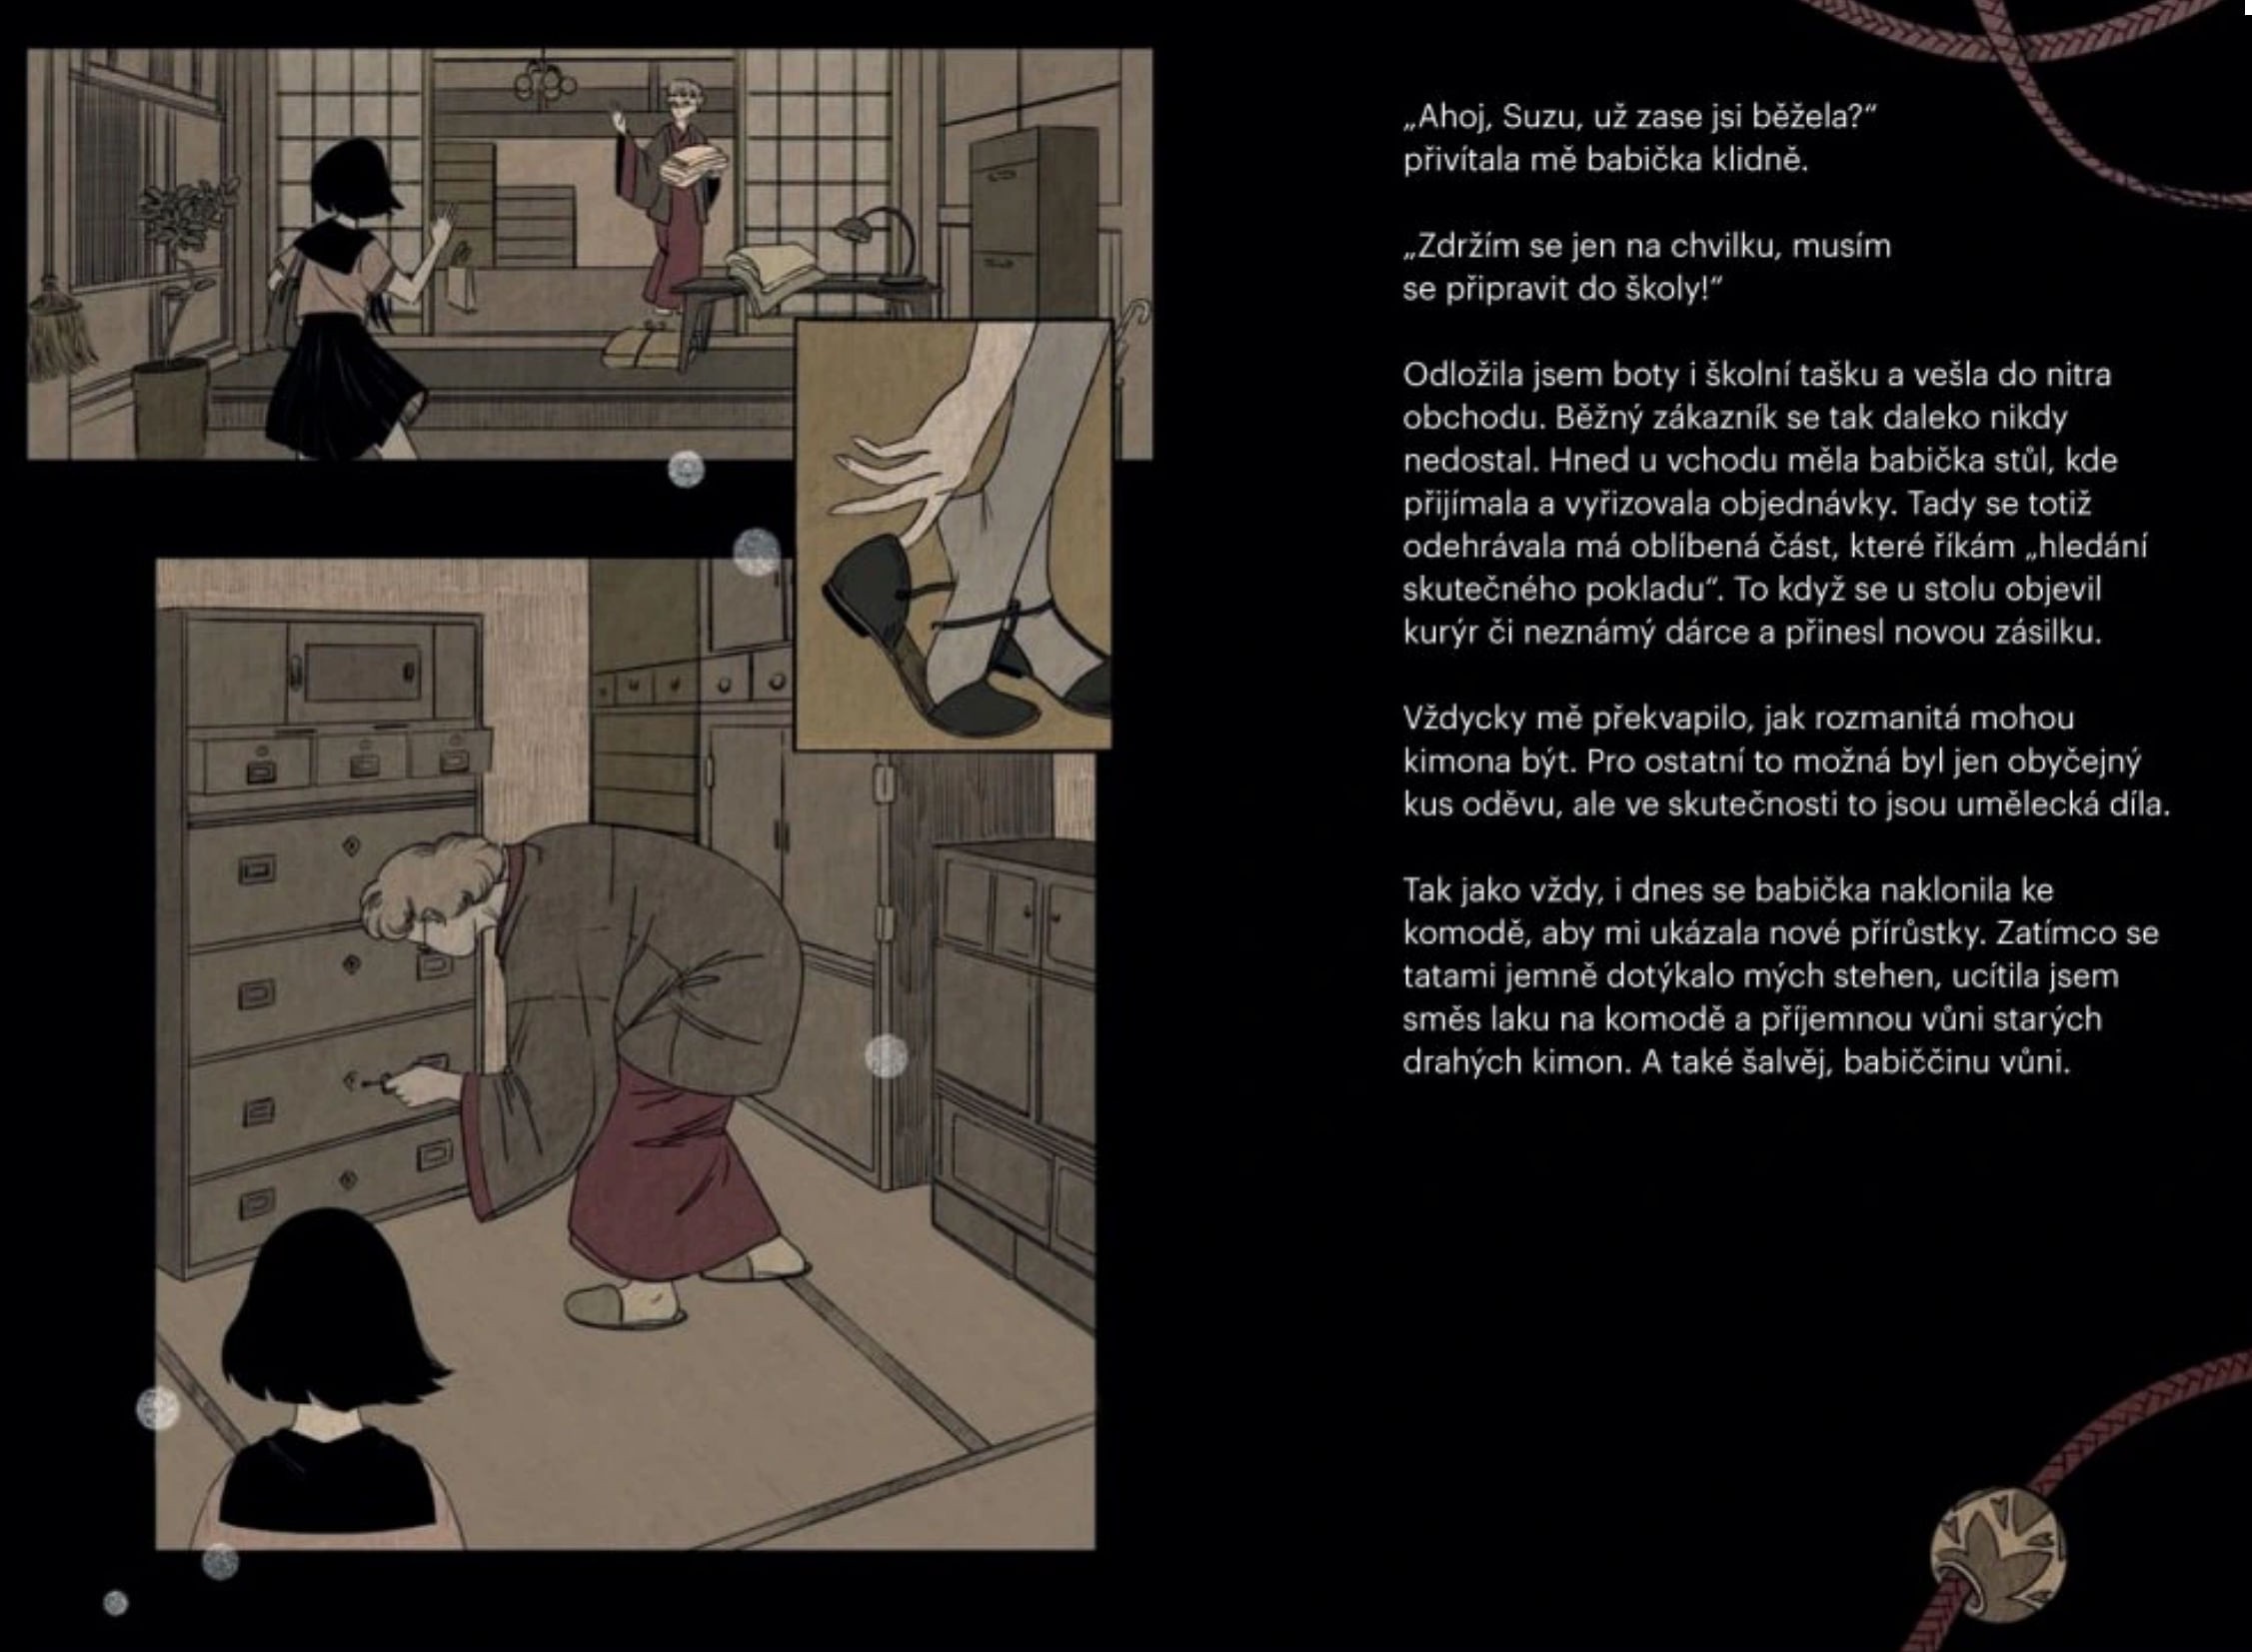 „Ahoj, Suzu, už zase jsi běžela?“
přivítala mě babička klidně.
„Zdržím se jen na chvilku, musím
se připravit do školy!“
Odložila jsem boty i školní tašku a vešla do nitra
obchodu. Běžný zákazník se tak daleko nikdy
nedostal. Hned u vchodu měla babička stůl, kde
přijímala a vyřizovala objednávky. Tady se totiž
odehrávala má oblíbená část, které říkám „hledání
skutečného pokladu“. To když se u stolu objevil
kurýr či neznámý dárce a přinesl novou zásilku.
Vždycky mě překvapilo, jak rozmanitá mohou
kimona být. Pro ostatní to možná byl jen obyčejný
kus oděvu, ale ve skutečnosti to jsou umělecká díla.
Tak jako vždy, i dnes se babička naklonila ke
komodě, aby mi ukázala nové přírůstky. Zatímco se
tatami jemně dotýkalo mých stehen, ucítila jsem
směs laku na komodě a příjemnou vůni starých
drahých kimon. A také šalvěj, babiččinu vůni.